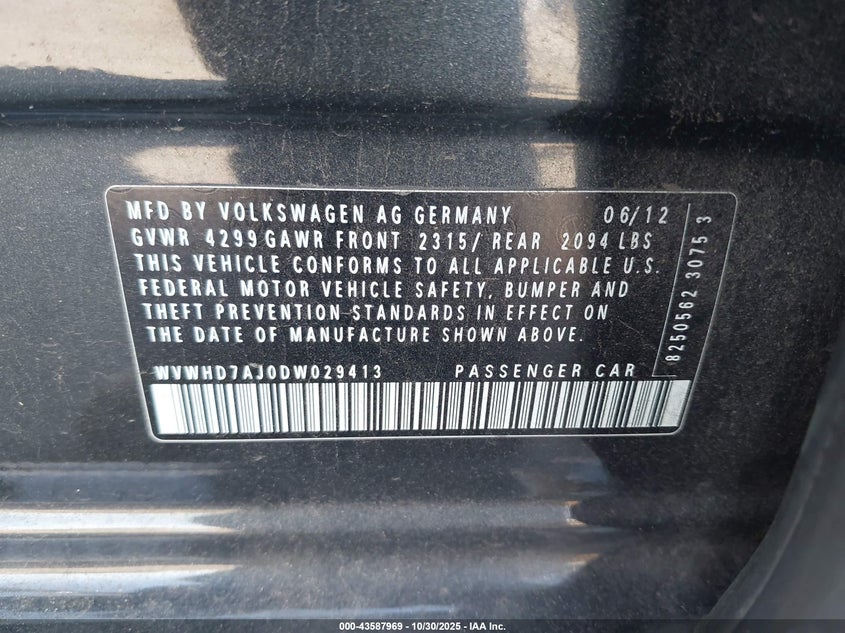 MFD BY VOLKSWAGEN AG GERMANY 06/12
GVWR 4299 GAWR FRONT 2315/ REAR 2094 LBS
THIS VEHICLE CONFORMS TO ALL APPLICABLE U.S.
FEDERAL MOTOR VEHICLE SAFETY, BUMPER AND
THEFT PREVENTION STANDARDS IN EFFECT ON
THE DATE OF MANUFACTURE SHOWN ABOVE.
WVWHD7AJ0DW029413 PASSENGER CAR
8250562 3075 3
000-43587969 | 10/30/2025 - IAA Inc.